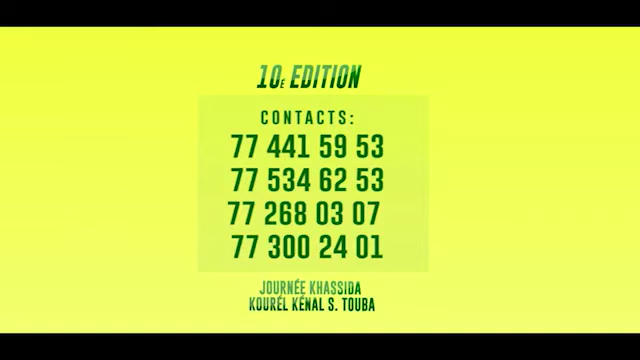 10è EDITION
CONTACTS:
77 441 59 53
77 534 62 53
77 268 03 07
77 300 24 01
JOURNÉE KHASSIDA
KOURÉL KÉNAL S. TOUBA